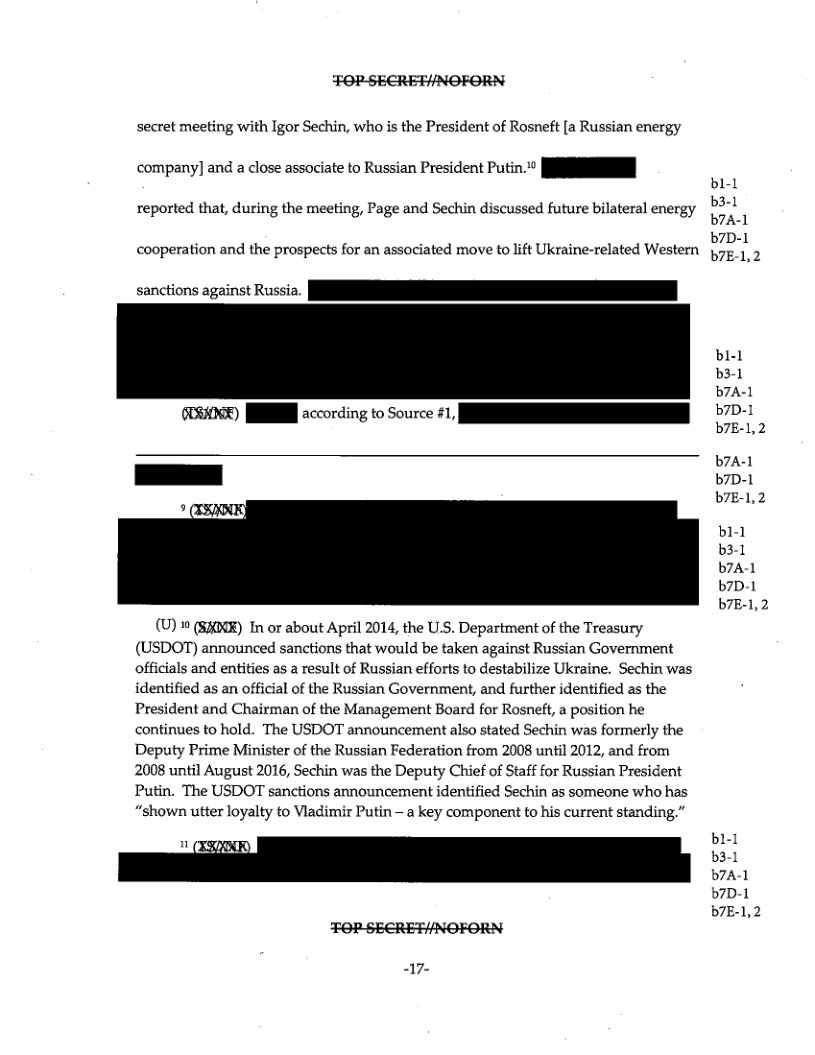 TOP SECRET//NOFORN
secret meeting with Igor Sechin, who is the President of Rosneft [a Russian energy
company] and a close associate to Russian President Putin.¹⁰
b1-1
b3-1
reported that, during the meeting, Page and Sechin discussed future bilateral energy
b7A-1
b7D-1
cooperation and the prospects for an associated move to lift Ukraine-related Western
b7E-1, 2
sanctions against Russia.
b1-1
b3-1
b7A-1
(TS//NF) according to Source #1,
b7D-1
b7E-1, 2
b7A-1
b7D-1
b7E-1, 2
⁹ (TS//NF)
b1-1
b3-1
b7A-1
b7D-1
b7E-1, 2
(U) ¹⁰ (S//NF) In or about April 2014, the U.S. Department of the Treasury
(USDOT) announced sanctions that would be taken against Russian Government
officials and entities as a result of Russian efforts to destabilize Ukraine. Sechin was
identified as an official of the Russian Government, and further identified as the
President and Chairman of the Management Board for Rosneft, a position he
continues to hold. The USDOT announcement also stated Sechin was formerly the
Deputy Prime Minister of the Russian Federation from 2008 until 2012, and from
2008 until August 2016, Sechin was the Deputy Chief of Staff for Russian President
Putin. The USDOT sanctions announcement identified Sechin as someone who has
"shown utter loyalty to Vladimir Putin – a key component to his current standing."
¹¹ (TS//NF)
b1-1
b3-1
b7A-1
b7D-1
b7E-1, 2
TOP SECRET//NOFORN
-17-